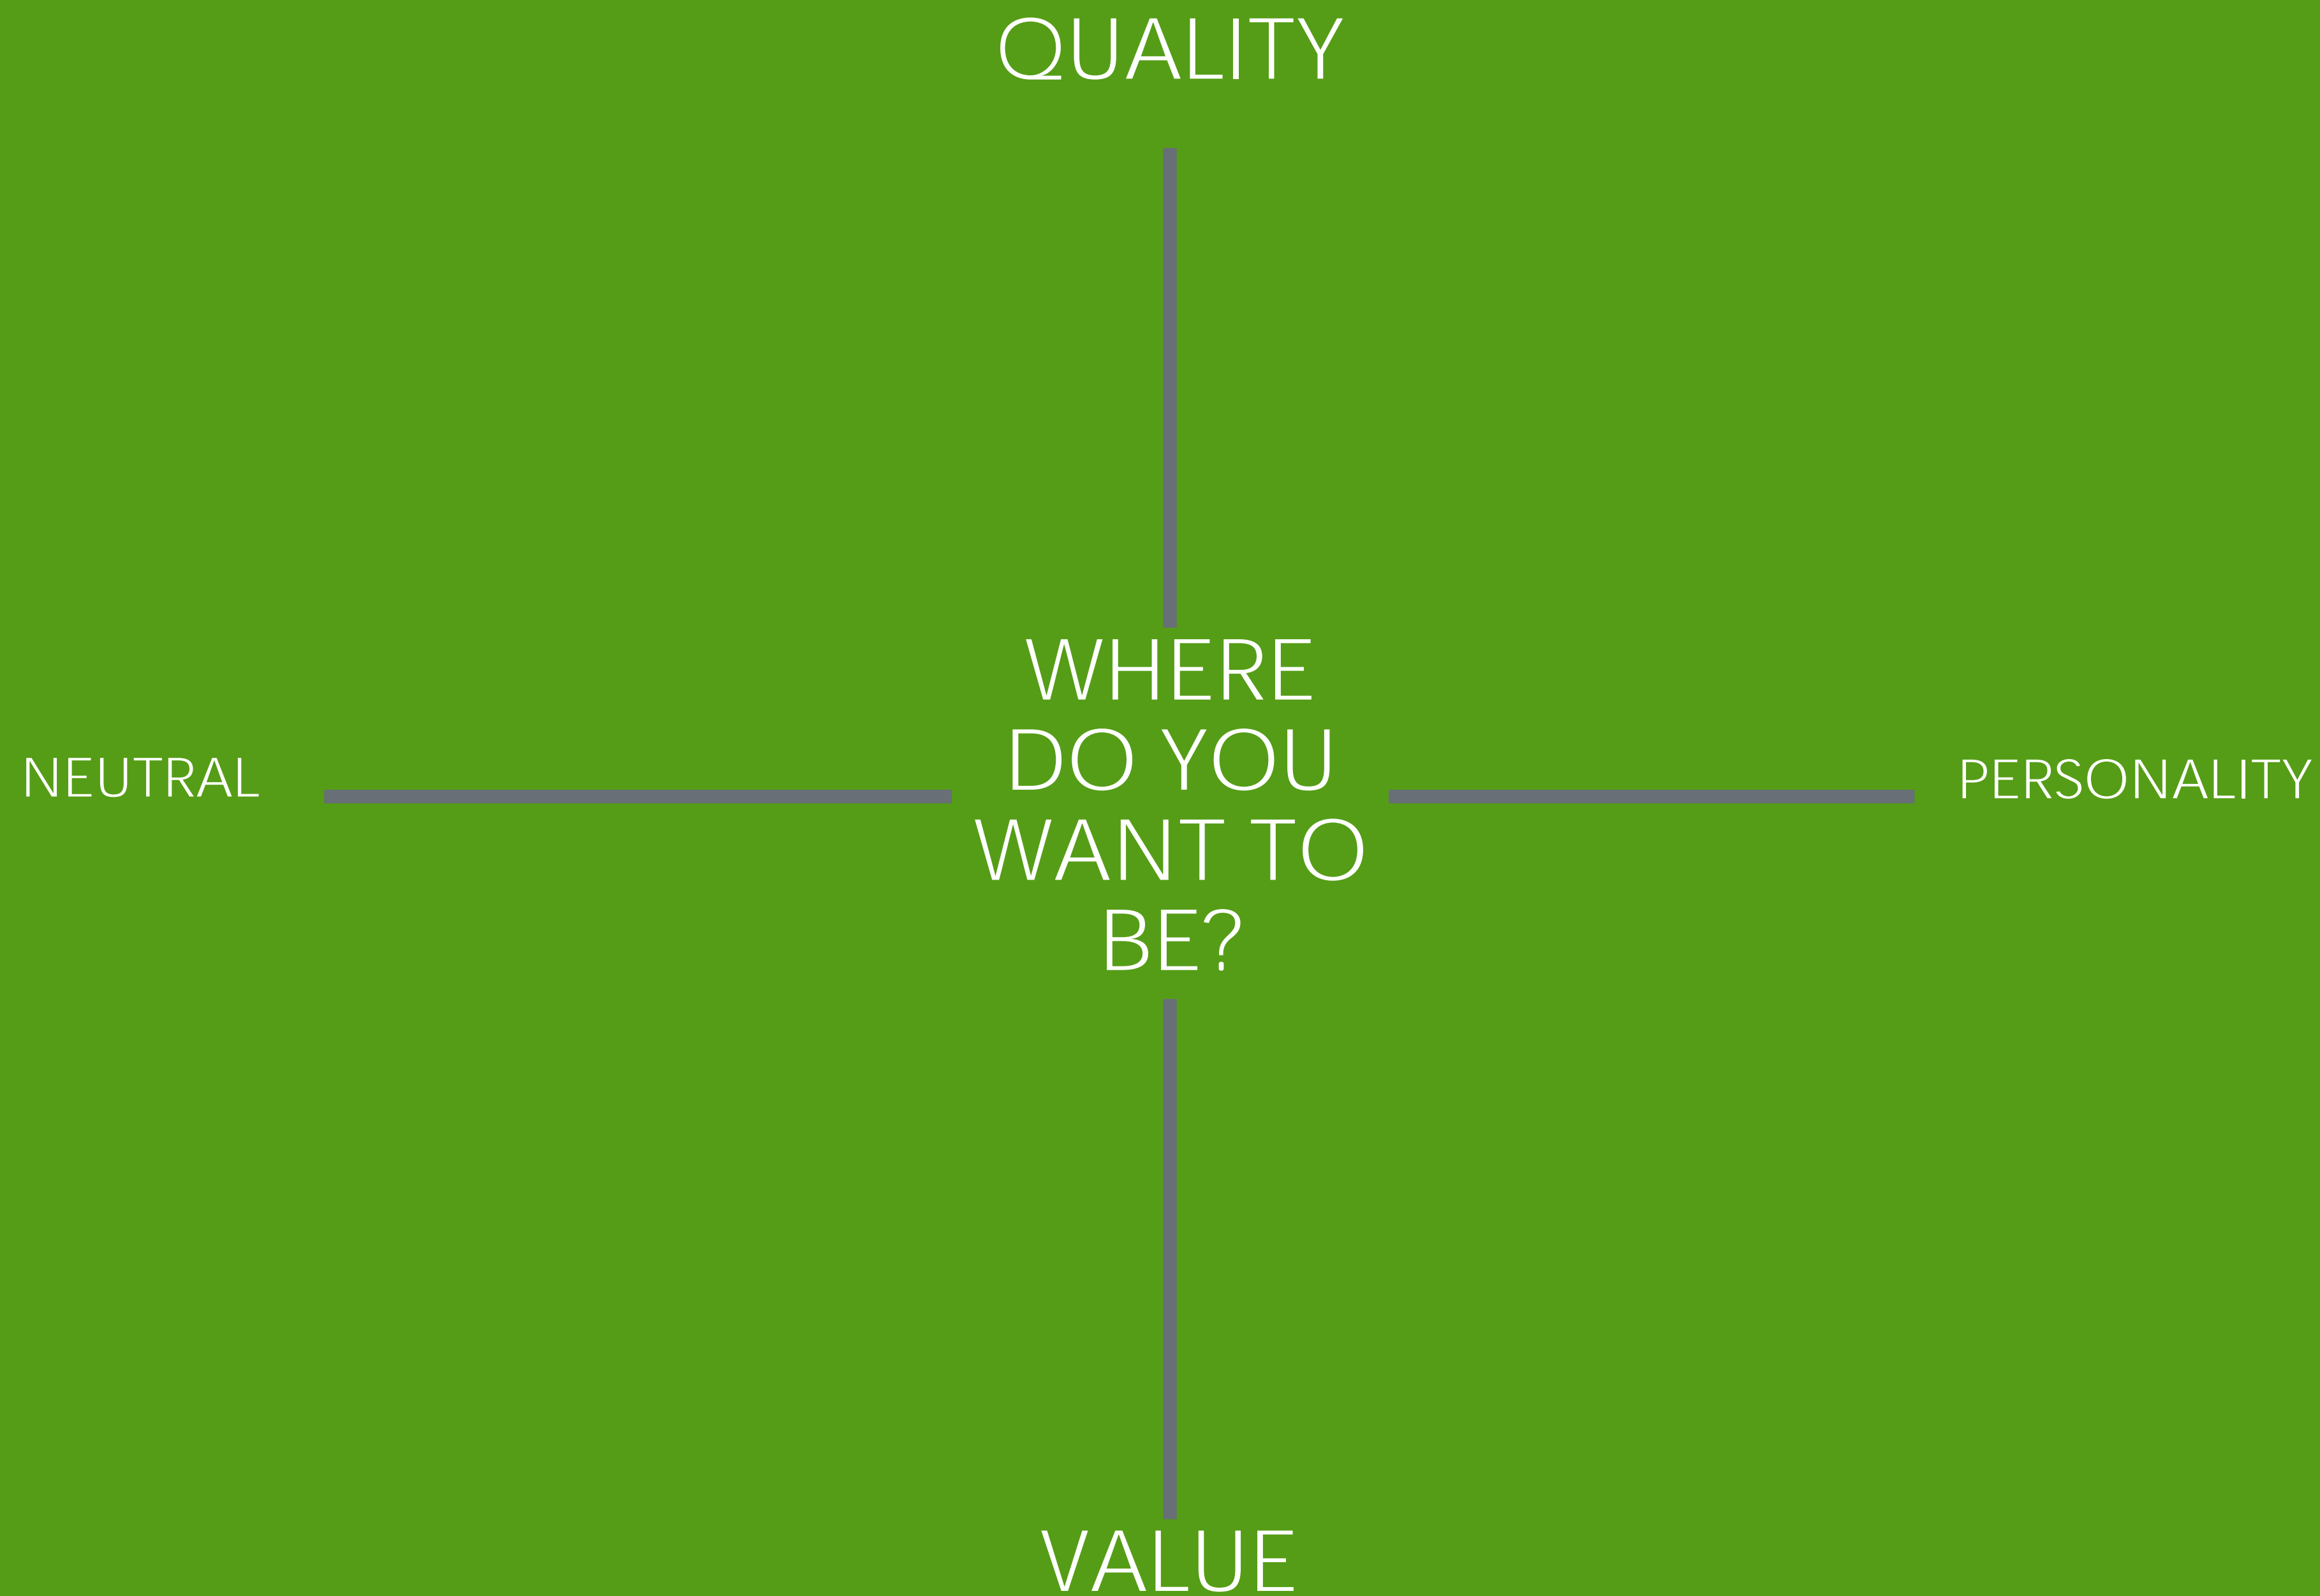 QUALITY
WHERE
DO YOU
WANT TO
BE?
NEUTRAL
PERSONALITY
VALUE